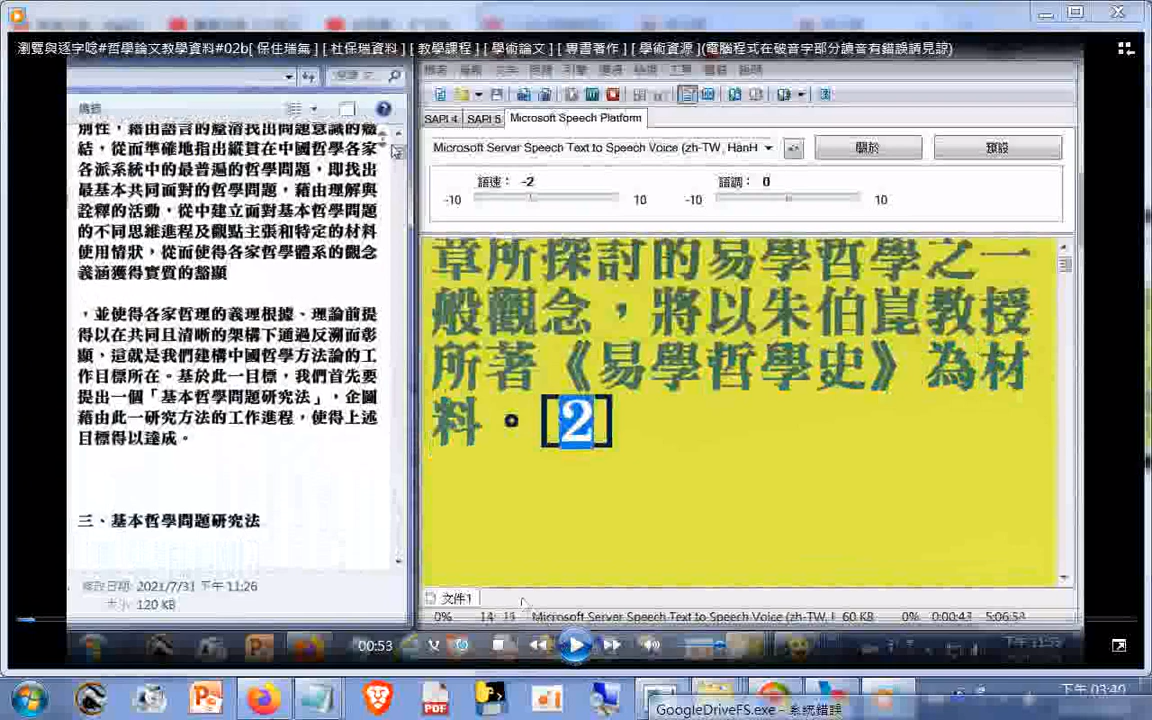 瀏覽與逐字唸#哲學論文教學資料#02b[ 保住瑞氣 ] [ 杜保瑞資料 ] [ 教學課程 ] [ 學術論文 ] [ 專書著作 ] [ 學術資源 ](電腦程式在破音字部分讀音有錯誤請見諒)
別性，藉由語言的釐清找出問題意識的癥
結，從而準確地指出縱貫在中國哲學各家
各派系統中的最普遍的哲學問題，即找出
最基本共同面對的哲學問題，藉由理解與
詮釋的活動，從中建立面對基本哲學問題
的不同思維進程及觀點主張和特定的材料
使用情狀，從而使得各家哲學體系的觀念
義涵獲得實質的豁顯
，並使得各家哲理的義理根據、理論前提
得以在共同且清晰的架構下通過反溯而彰
顯，這就是我們建構中國哲學方法論的工
作目標所在。基於此一目標，我們首先要
提出一個「基本哲學問題研究法」，企圖
藉由此一研究方法的工作進程，使得上述
目標得以達成。
三、基本哲學問題研究法
修改日期: 2021/7/31 下午 11:26
大小: 120 KB
SAPI 4 SAPI 5 Microsoft Speech Platform
Microsoft Server Speech Text to Speech Voice (zh-TW, HanH
關於
預設
語速： -2
-10 10
語調： 0
-10 10
章所探討的易學哲學之一
般觀念，將以朱伯崑教授
所著《易學哲學史》為材
料。[2]
文件1
0% 14: 15 Microsoft Server Speech Text to Speech Voice (zh-TW, 60 KB 0% 0:00:43 5:06:53
00:53
PDF
下午 03:40
GoogleDriveFS.exe - 系統錯誤